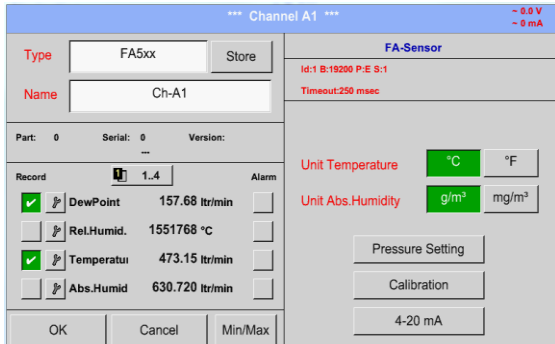 *** Channel A1 ***
~ 0.0 V
~ 0 mA
Type
FA5xx
Store
Name
Ch-A1
Part: 0 Serial: 0 Version:
---
Record
1..4
Alarm
DewPoint 157.68 ltr/min
Rel.Humid. 1551768 °C
Temperatur 473.15 ltr/min
Abs.Humid 630.720 ltr/min
OK
Cancel
Min/Max
FA-Sensor
Id:1 B:19200 P:E S:1
Timeout:250 msec
Unit Temperature
°C
°F
Unit Abs.Humidity
g/m³
mg/m³
Pressure Setting
Calibration
4-20 mA